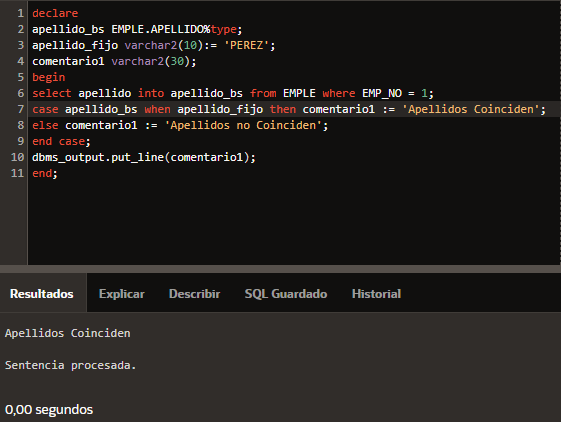 1 declare
2 apellido_bs EMPLE.APELLIDO%type;
3 apellido_fijo varchar2(10):= 'PEREZ';
4 comentario1 varchar2(30);
5 begin
6 select apellido into apellido_bs from EMPLE where EMP_NO = 1;
7 case apellido_bs when apellido_fijo then comentario1 := 'Apellidos Coinciden';
8 else comentario1 := 'Apellidos no Coinciden';
9 end case;
10 dbms_output.put_line(comentario1);
11 end;
Resultados Explicar Describir SQL Guardado Historial
Apellidos Coinciden
Sentencia procesada.
0,00 segundos